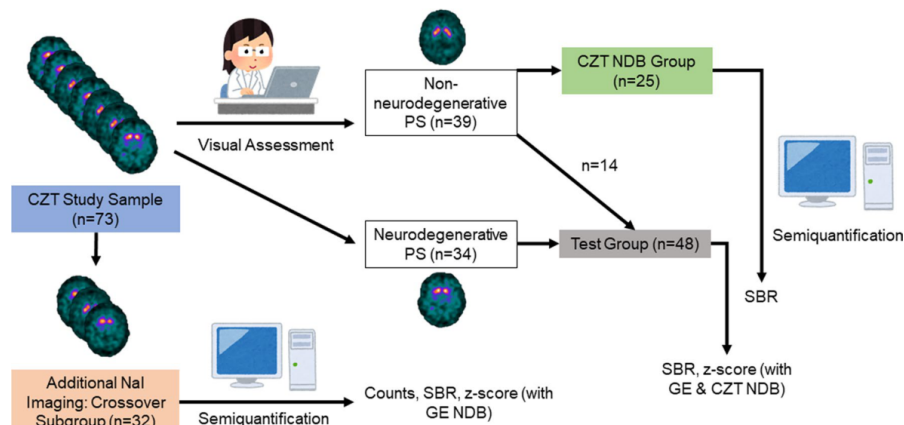 Visual Assessment
Non-
neurodegenerative
PS (n=39)
CZT NDB Group
(n=25)
n=14
CZT Study Sample
(n=73)
Neurodegenerative
PS (n=34)
Test Group (n=48)
Semiquantification
SBR
Additional NaI
Imaging: Crossover
Subgroup (n=32)
Semiquantification
Counts, SBR, z-score (with
GE NDB)
SBR, z-score (with
GE & CZT NDB)